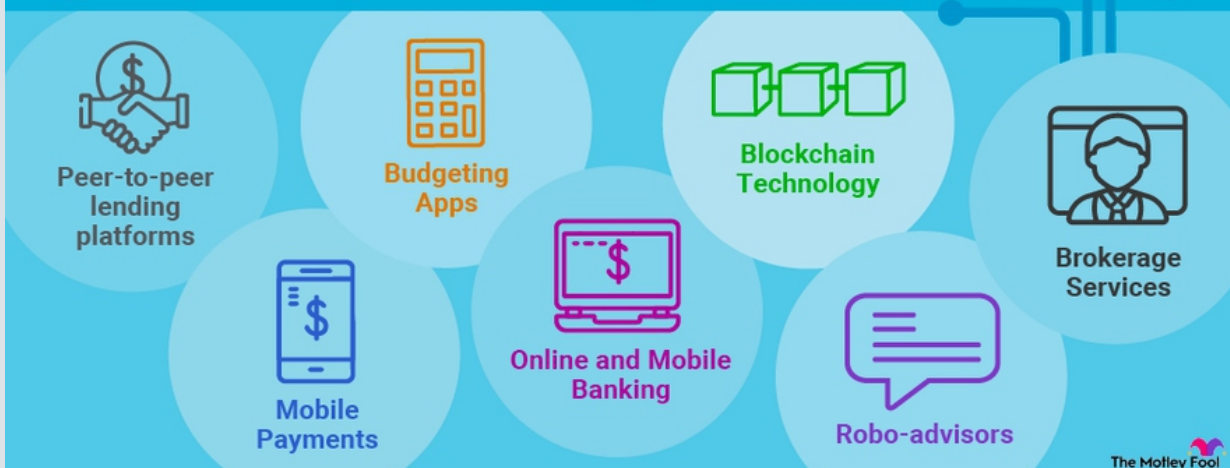 Peer-to-peer
lending
platforms
Budgeting
Apps
Blockchain
Technology
Brokerage
Services
Mobile
Payments
$
Online and Mobile
Banking
$
Robo-advisors
$
The Motley Fool